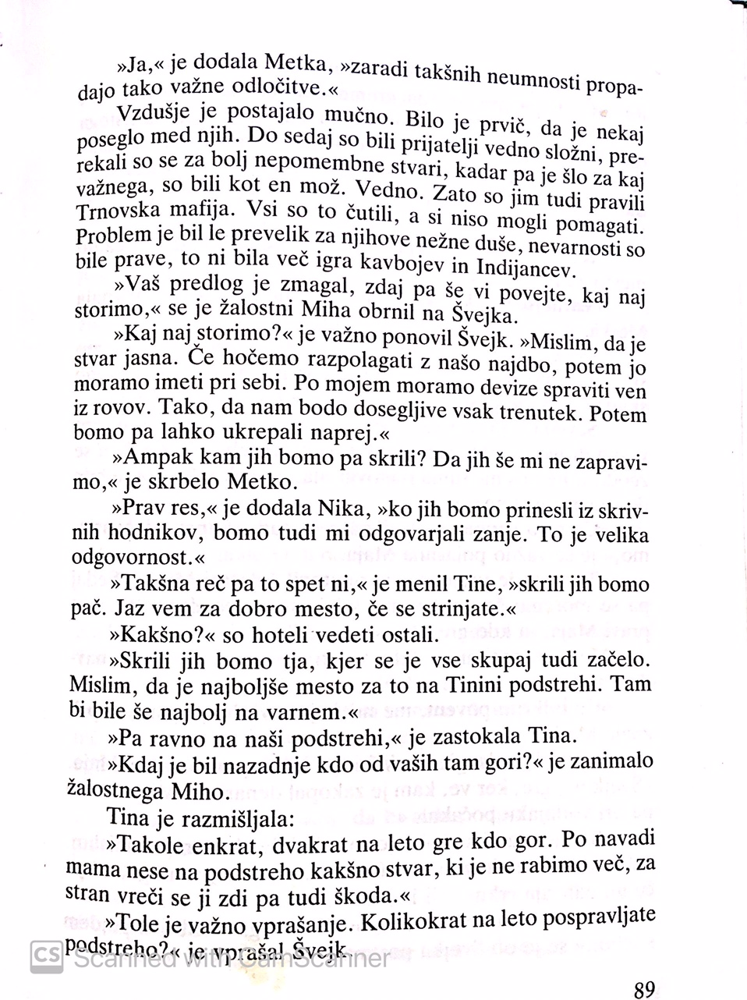 »Ja,« je dodala Metka, »zaradi takšnih neumnosti propa-
dajo tako važne odločitve.«
Vzdušje je postajalo mučno. Bilo je prvič, da je nekaj
poseglo med njih. Do sedaj so bili prijatelji vedno složni, pre-
rekali so se za bolj nepomembne stvari, kadar pa je šlo za kaj
važnega, so bili kot en mož. Vedno. Zato so jim tudi pravili
Trnovska mafija. Vsi so to čutili, a si niso mogli pomagati.
Problem je bil le prevelik za njihove nežne duše, nevarnosti so
bile prave, to ni bila več igra kavbojev in Indijancev.
»Vaš predlog je zmagal, zdaj pa še vi povejte, kaj naj
storimo,« se je žalostni Miha obrnil na Švejka.
»Kaj naj storimo?« je važno ponovil Švejk. »Mislim, da je
stvar jasna. Če hočemo razpolagati z našo najdbo, potem jo
moramo imeti pri sebi. Po mojem moramo devize spraviti ven
iz rovov. Tako, da nam bodo dosegljive vsak trenutek. Potem
bomo pa lahko ukrepali naprej.«
»Ampak kam jih bomo pa skrili? Da jih še mi ne zapravi-
mo,« je skrbelo Metko.
»Prav res,« je dodala Nika, »ko jih bomo prinesli iz skriv-
nih hodnikov, bomo tudi mi odgovarjali zanje. To je velika
odgovornost.«
»Takšna reč pa to spet ni,« je menil Tine, »skrili jih bomo
pač. Jaz vem za dobro mesto, če se strinjate.«
»Kakšno?« so hoteli vedeti ostali.
»Skrili jih bomo tja, kjer se je vse skupaj tudi začelo.
Mislim, da je najboljše mesto za to na Tinini podstrehi. Tam
bi bile še najbolj na varnem.«
»Pa ravno na naši podstrehi,« je zastokala Tina.
»Kdaj je bil nazadnje kdo od vaših tam gori?« je zanimalo
žalostnega Miho.
Tina je razmišljala:
»Takole enkrat, dvakrat na leto gre kdo gor. Po navadi
mama nese na podstreho kakšno stvar, ki je ne rabimo več, za
stran vreči se ji zdi pa tudi škoda.«
»Tole je važno vprašanje. Kolikokrat na leto pospravljate
podstreho?« je vprašal Švejk.
CS Scanned with CamScanner
89